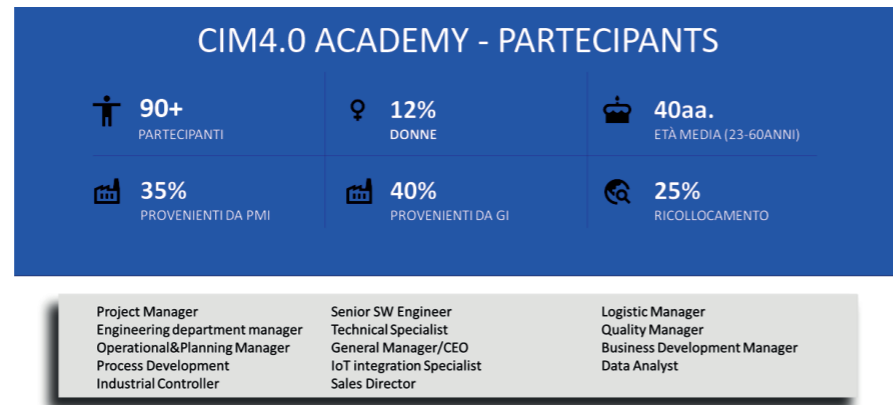 CIM4.0 ACADEMY - PARTECIPANTS
90+
PARTECIPANTI
12%
DONNE
40aa.
ETÀ MEDIA (23-60ANNI)
35%
PROVENIENTI DA PMI
40%
PROVENIENTI DA GI
25%
RICOLLOCAMENTO
Project Manager
Engineering department manager
Operational&Planning Manager
Process Development
Industrial Controller
Senior SW Engineer
Technical Specialist
General Manager/CEO
IoT integration Specialist
Sales Director
Logistic Manager
Quality Manager
Business Development Manager
Data Analyst